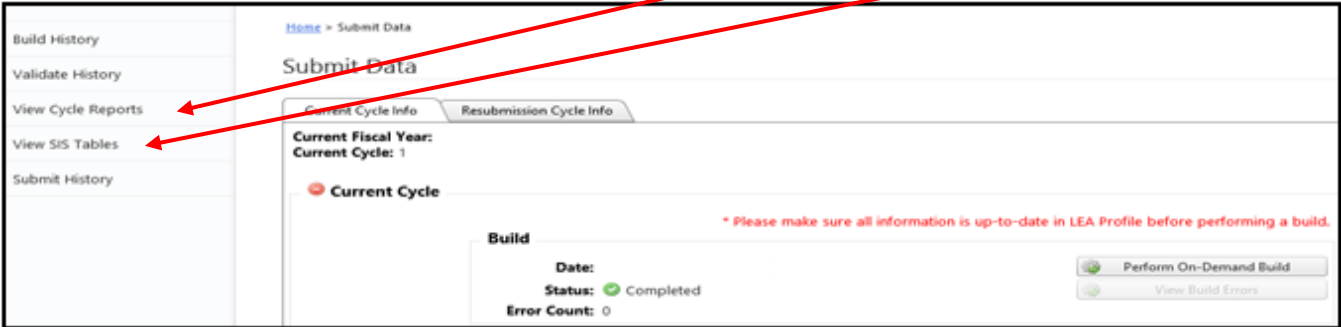 Build History
Validate History
View Cycle Reports
View SIS Tables
Submit History
Home > Submit Data
Submit Data
Current Cycle Info
Resubmission Cycle Info
Current Fiscal Year:
Current Cycle: 1
Current Cycle
* Please make sure all information is up-to-date in LEA Profile before performing a build.
Build
Date:
Status: Completed
Error Count: 0
Perform On-Demand Build
View Build Errors